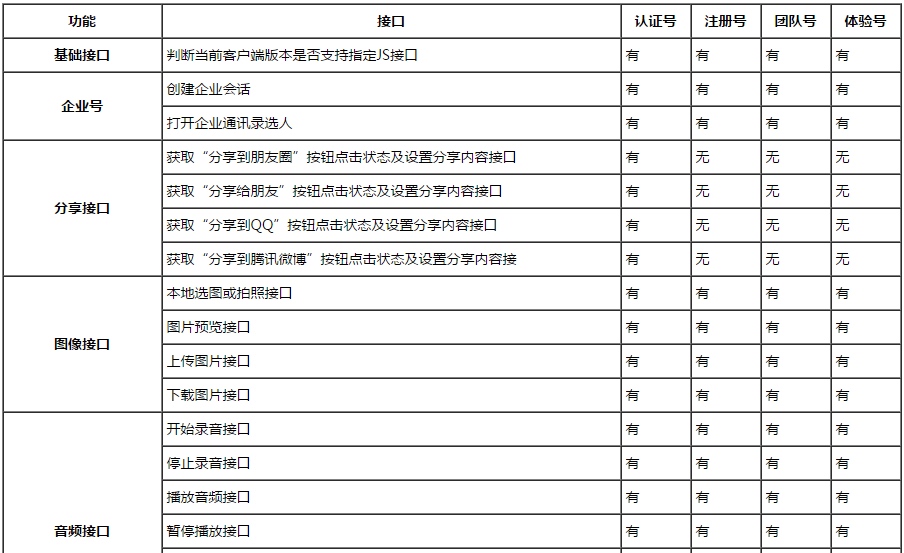 功能 接口 认证号 注册号 团队号 体验号
基础接口 判断当前客户端版本是否支持指定JS接口 有 有 有 有
企业号 创建企业会话 有 有 有 有
打开企业通讯录选人 有 有 有 有
分享接口 获取“分享到朋友圈”按钮点击状态及设置分享内容接口 有 无 无 无
获取“分享给朋友”按钮点击状态及设置分享内容接口 有 无 无 无
获取“分享到QQ”按钮点击状态及设置分享内容接口 有 无 无 无
获取“分享到腾讯微博”按钮点击状态及设置分享内容接 有 无 无 无
图像接口 本地选图或拍照接口 有 有 有 有
图片预览接口 有 有 有 有
上传图片接口 有 有 有 有
下载图片接口 有 有 有 有
音频接口 开始录音接口 有 有 有 有
停止录音接口 有 有 有 有
播放音频接口 有 有 有 有
暂停播放接口 有 有 有 有